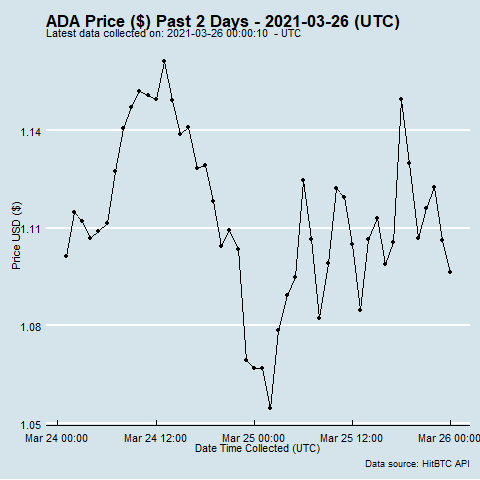 ADA Price ($) Past 2 Days - 2021-03-26 (UTC)
Latest data collected on: 2021-03-26 00:00:10 - UTC
1.14
1.11
1.08
1.05
Price USD ($)
Mar 24 00:00 Mar 24 12:00 Mar 25 00:00 Mar 25 12:00 Mar 26 00:00
Date Time Collected (UTC)
Data source: HitBTC API